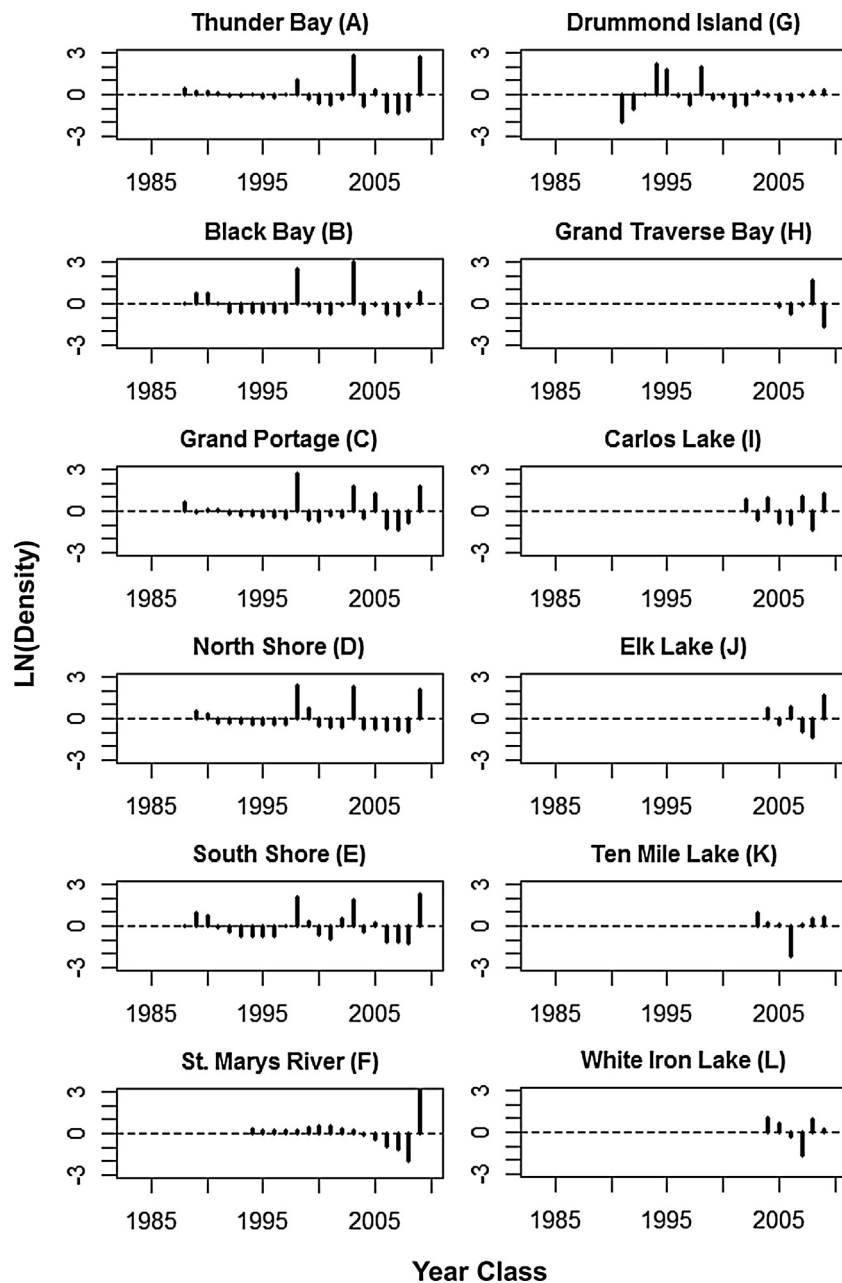 Thunder Bay (A)
3
0
-3
1985 1995 2005
Drummond Island (G)
3
0
-3
1985 1995 2005
Black Bay (B)
3
0
-3
1985 1995 2005
Grand Traverse Bay (H)
3
0
-3
1985 1995 2005
Grand Portage (C)
3
0
-3
1985 1995 2005
Carlos Lake (I)
3
0
-3
1985 1995 2005
North Shore (D)
3
0
-3
1985 1995 2005
Elk Lake (J)
3
0
-3
1985 1995 2005
South Shore (E)
3
0
-3
1985 1995 2005
Ten Mile Lake (K)
3
0
-3
1985 1995 2005
St. Marys River (F)
3
0
-3
1985 1995 2005
White Iron Lake (L)
3
0
-3
1985 1995 2005
LN(Density)
Year Class